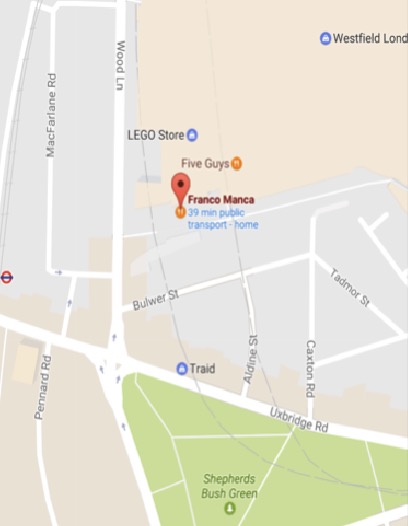 Westfield Lond
Wood Ln
MacFarlane Rd
LEGO Store
Five Guys
Franco Manca
39 min public
transport - home
Bulwer St
Tadmor St
Pennard Rd
Traid
Aldine St
Caxton Rd
Uxbridge Rd
Shepherds
Bush Green